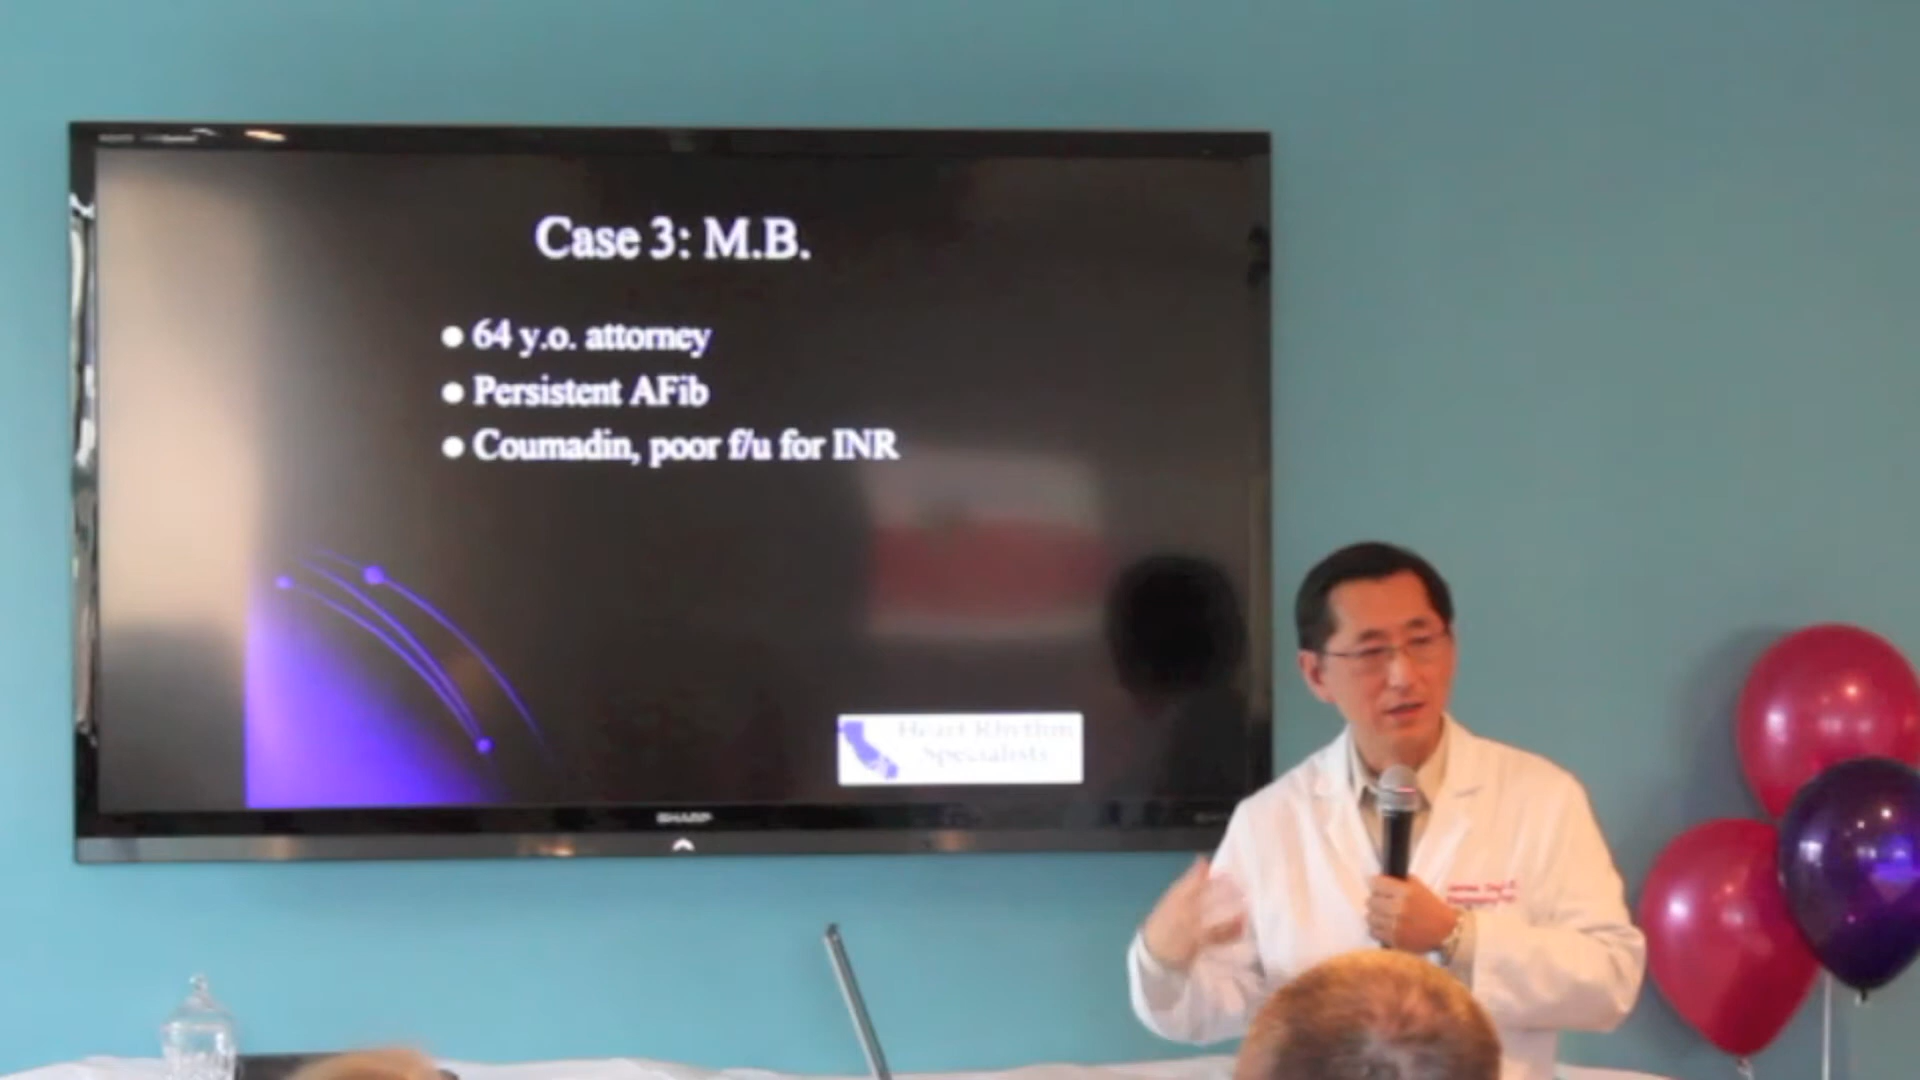 Case 3: M.B.
64 y.o. attorney
Persistent AFib
Coumadin, poor f/u for INR
Heart Rhythm
Specialists
SHARP